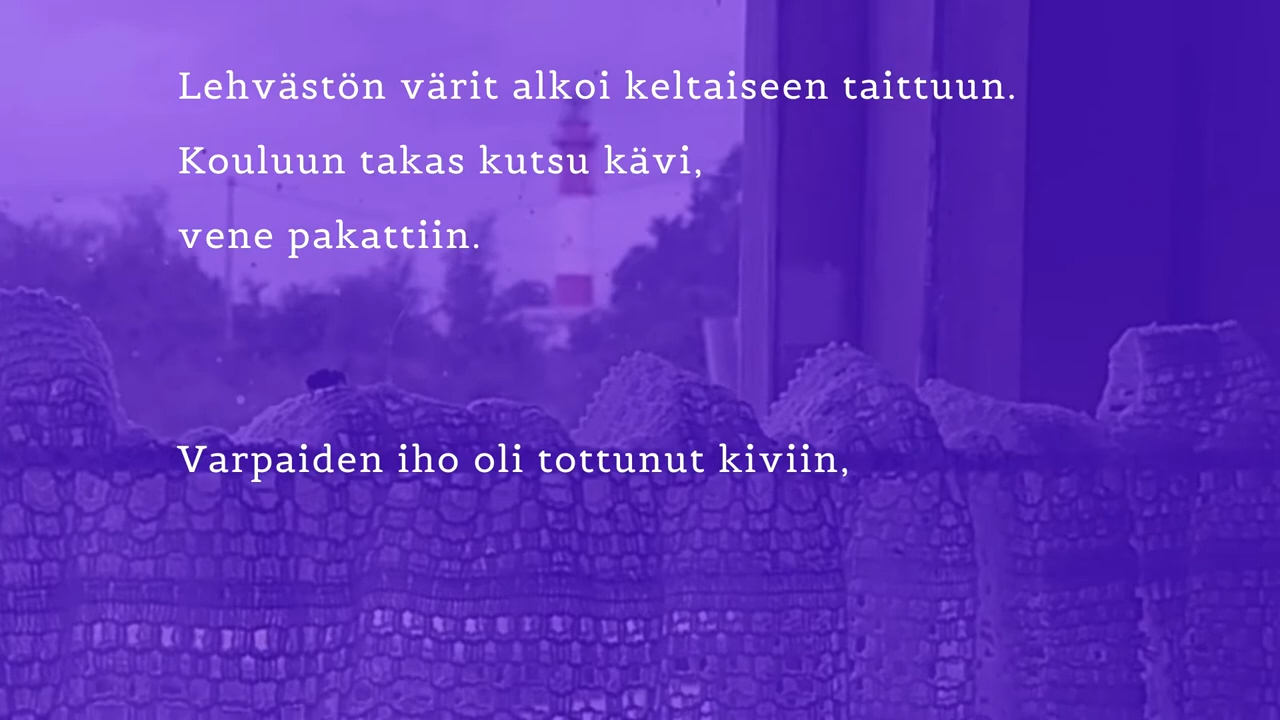 Lehvästön värit alkoi keltaiseen taittuun.
Kouluun takas kutsu kävi,
vene pakattiin.
Varpaiden iho oli tottunut kiviin,